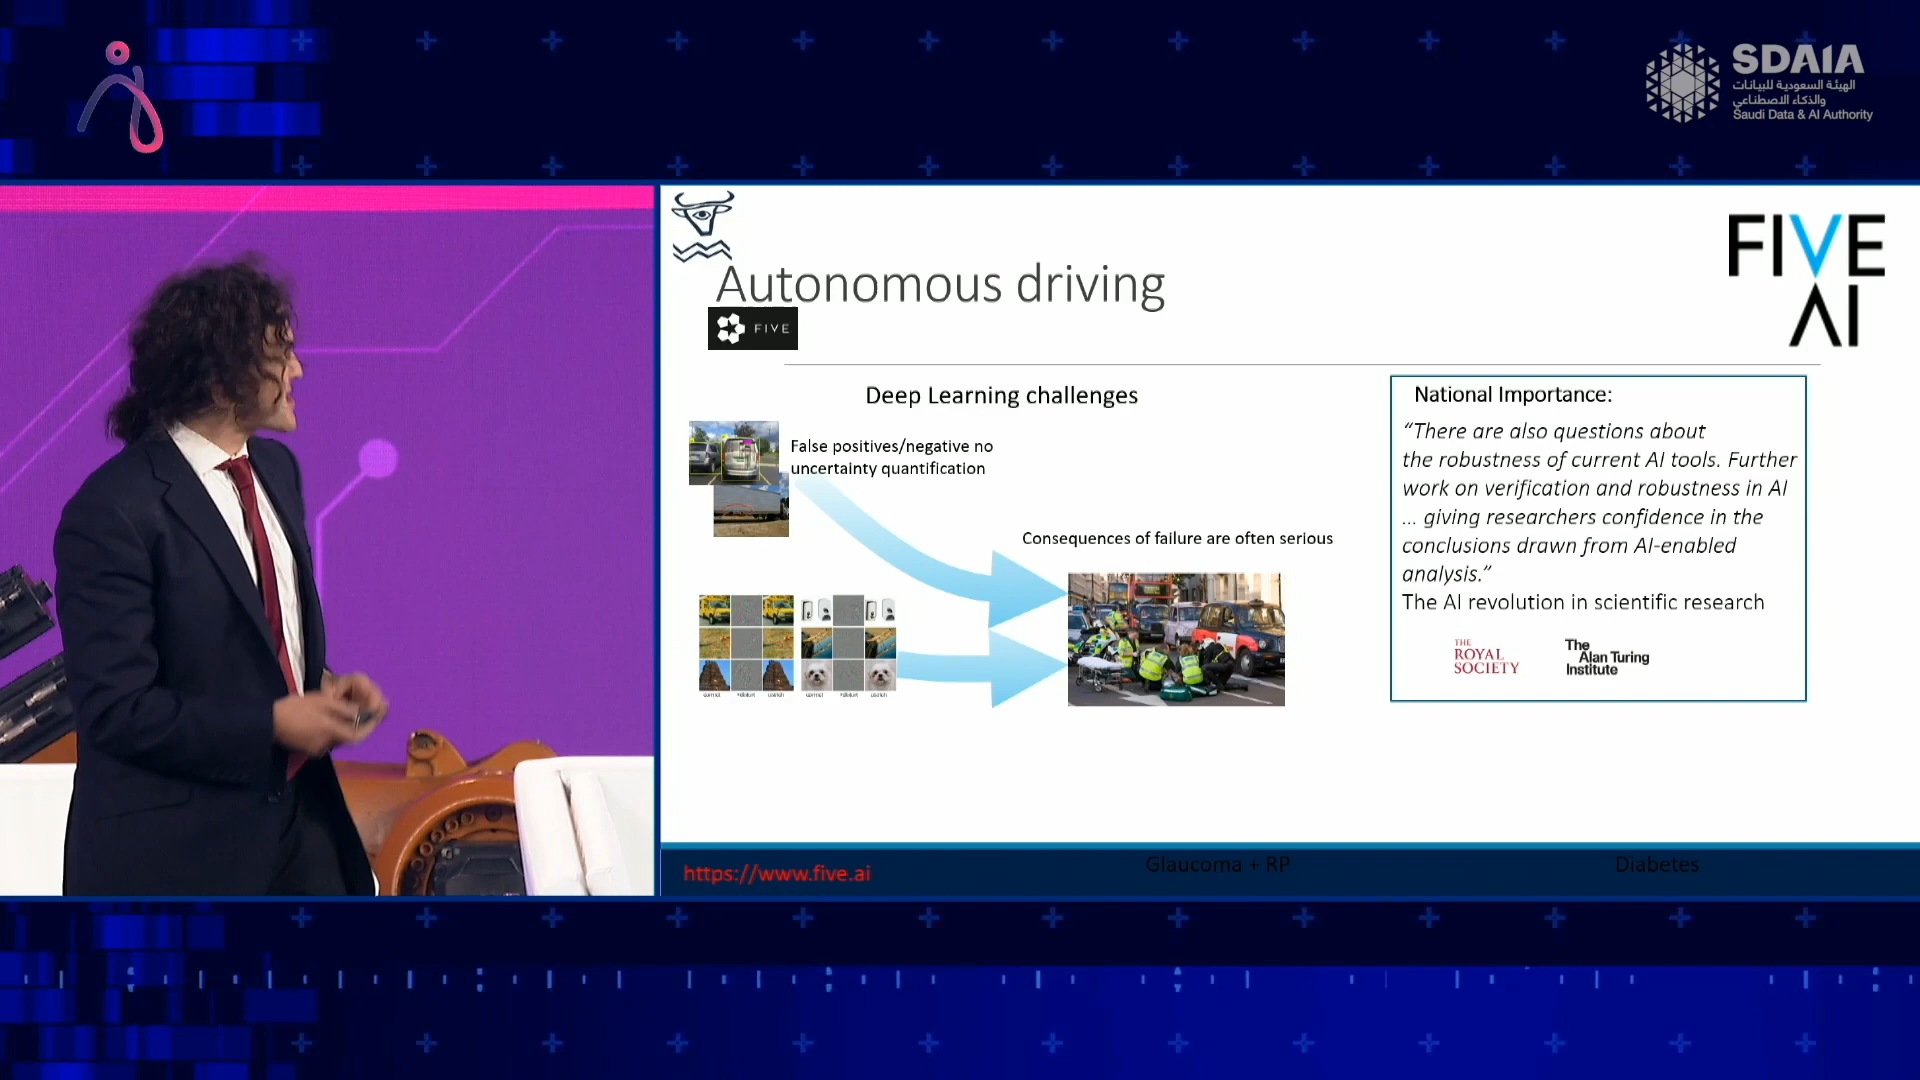 SDAIA
الهيئة السعودية للبيانات
والذكاء الاصطناعي
Saudi Data & AI Authority
FIVE
AI
Autonomous driving
FIVE
Deep Learning challenges
False positives/negative no
uncertainty quantification
Consequences of failure are often serious
National Importance:
“There are also questions about
the robustness of current AI tools. Further
work on verification and robustness in AI
... giving researchers confidence in the
conclusions drawn from AI-enabled
analysis.”
The AI revolution in scientific research
THE
ROYAL
SOCIETY
The
Alan Turing
Institute
https://www.five.ai
Glaucoma + RP
Diabetes